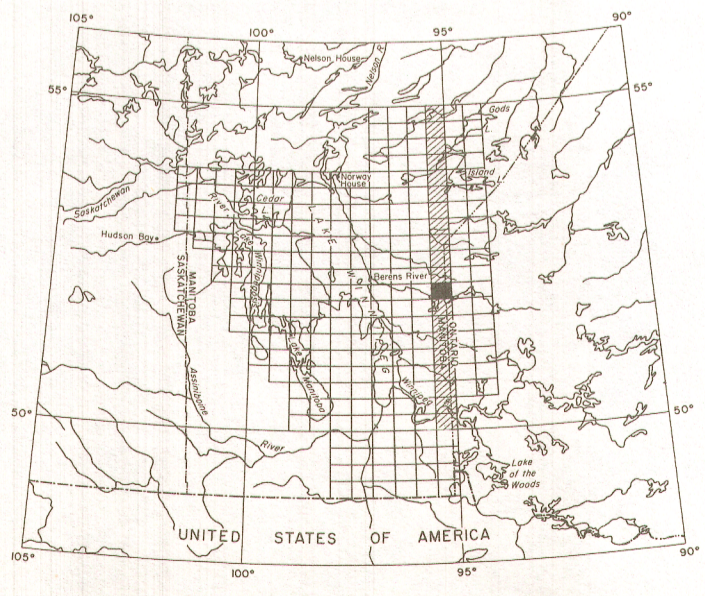 105°
100°
95°
90°
Nelson House
Nelson R
55°
55°
Gods
L.
Island
Norway
House
Saskatchewan
River
Cedar
L.
LAKE
Hudson Bay
Lake
Winnipegosis
Berens River
MANITOBA
SASKATCHEWAN
WINNIPEG
ONTARIO
MANITOBA
Lake
Manitoba
Winnipeg
Assiniboine
50°
50°
River
Lake
of the
Woods
UNITED STATES OF AMERICA
105°
100°
95°
90°